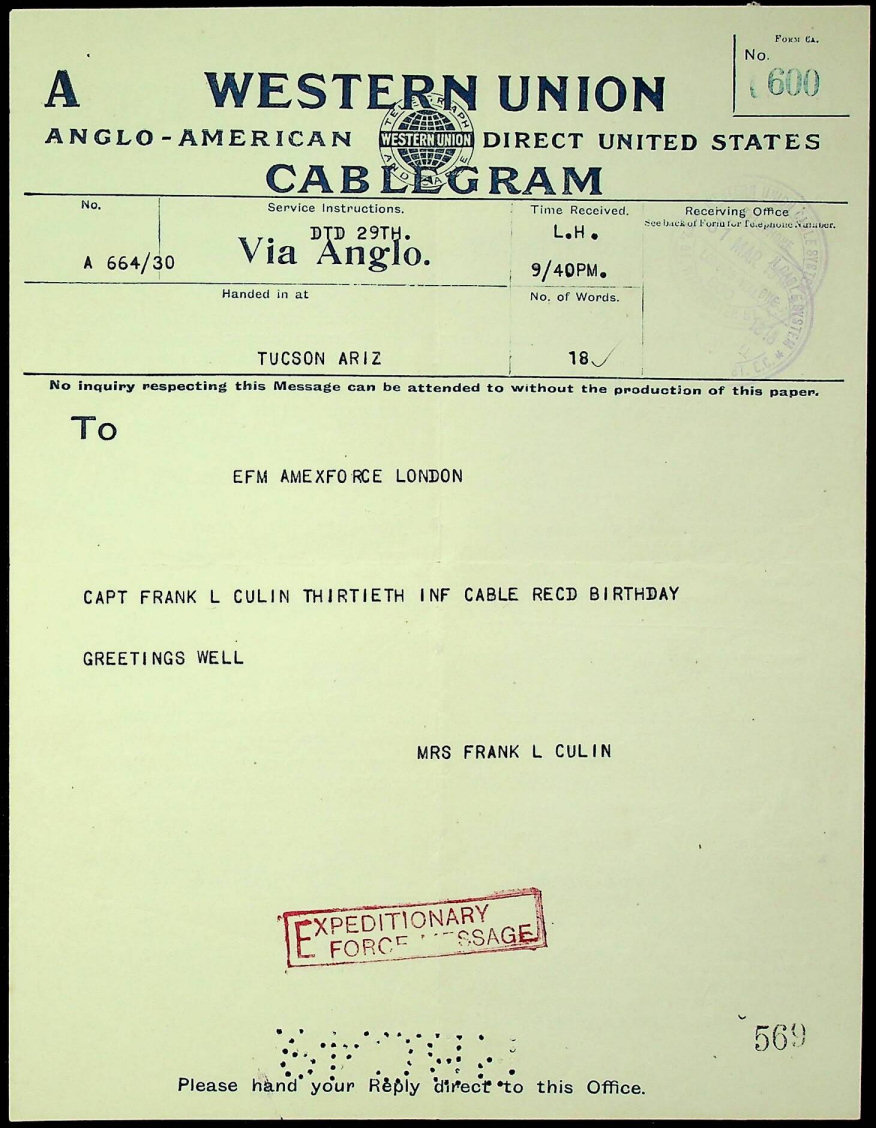 FORM CA.
No.
600
A WESTERN UNION
TELEGRAPH AND CABLE
WESTERN UNION
ANGLO-AMERICAN DIRECT UNITED STATES
CABLEGRAM
No. Service Instructions. Time Received. Receiving Office
See back of Form for Telephone Number.
DTD 29TH. L.H.
A 664/30 Via Anglo. 9/40PM.
Handed in at No. of Words.
TUCSON ARIZ 18
No inquiry respecting this Message can be attended to without the production of this paper.
To
EFM AMEXFORCE LONDON
CAPT FRANK L CULIN THIRTIETH INF CABLE RECD BIRTHDAY
GREETINGS WELL
MRS FRANK L CULIN
EXPEDITIONARY
FORCE MESSAGE
569
Please hand your Reply direct to this Office.